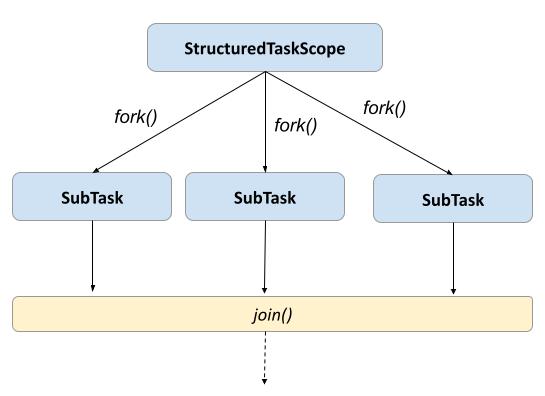 StructuredTaskScope
fork()
fork()
fork()
SubTask
SubTask
SubTask
join()